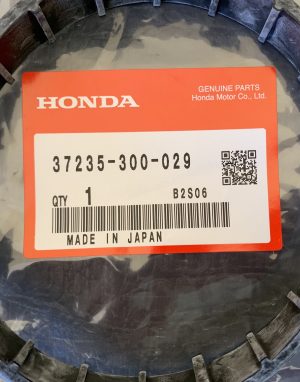 GENUINE PARTS
HONDA
Honda Motor Co., Ltd.
37235-300-029
QTY 1 B2S06
MADE IN JAPAN